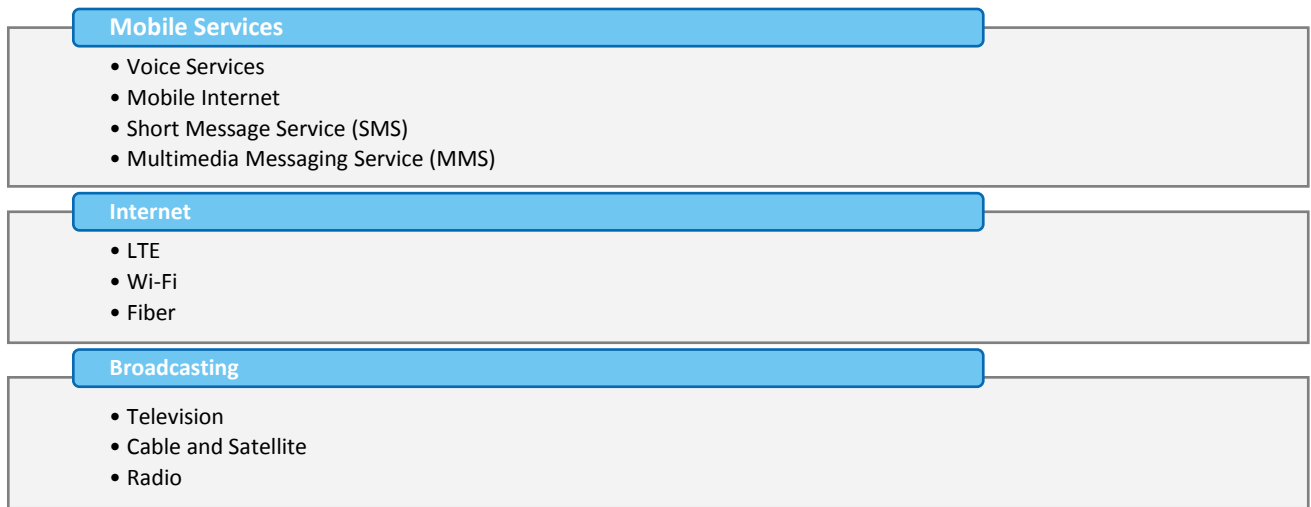 Mobile Services
• Voice Services
• Mobile Internet
• Short Message Service (SMS)
• Multimedia Messaging Service (MMS)
Internet
• LTE
• Wi-Fi
• Fiber
Broadcasting
• Television
• Cable and Satellite
• Radio